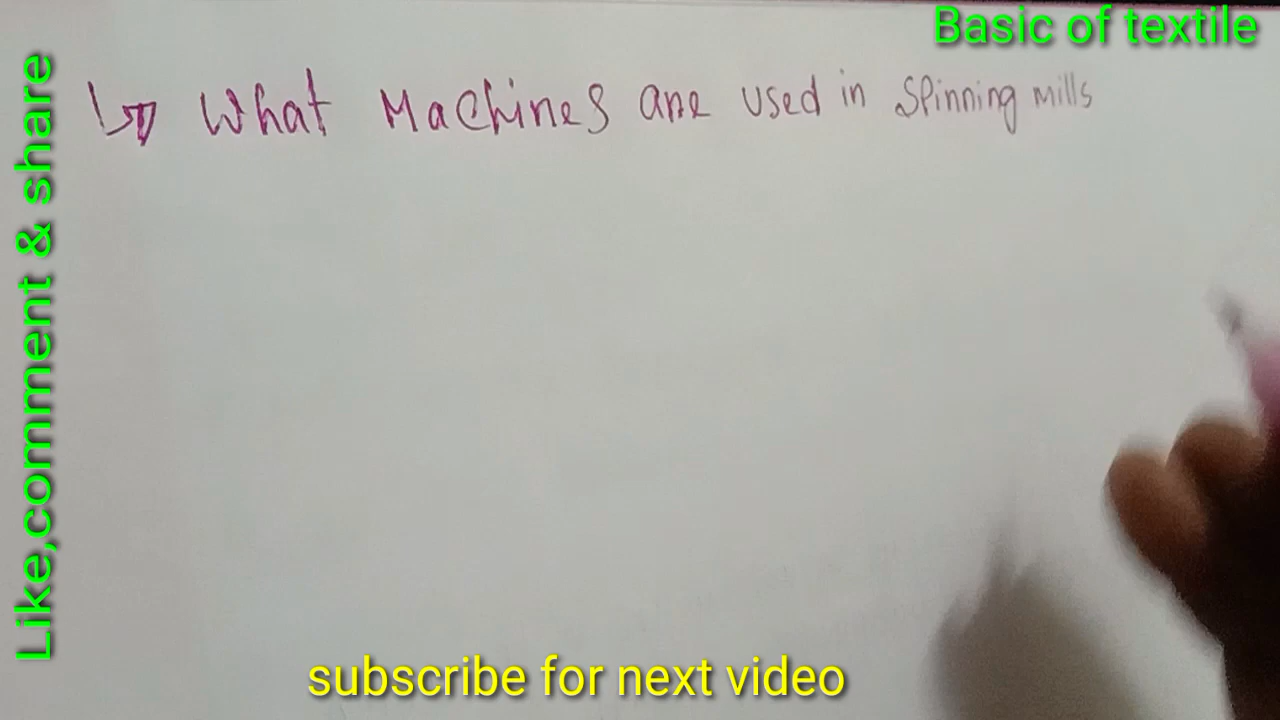 Basic of textile
What Machines are used in Spinning mills
Like,comment & share
subscribe for next video